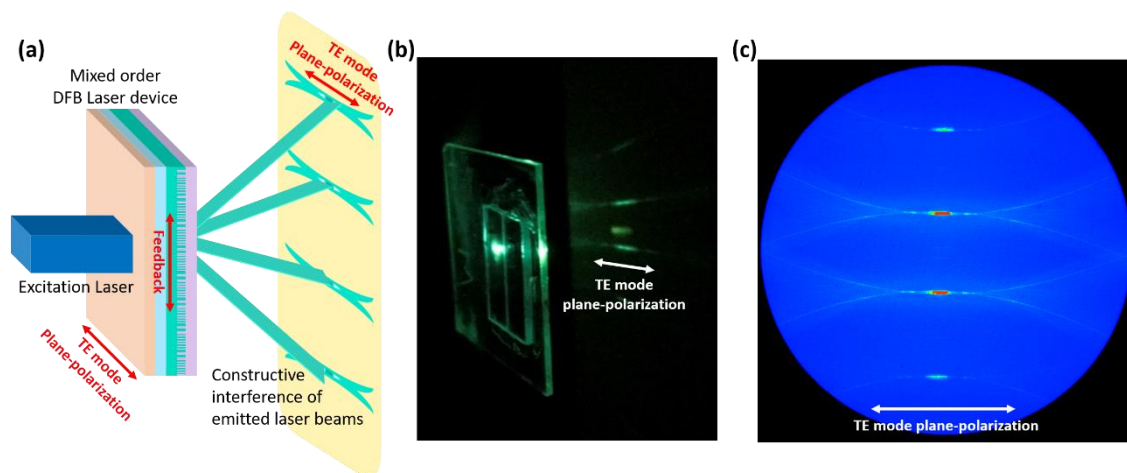 (a)
Mixed order
DFB Laser device
TE mode
Plane-polarization
Feedback
Excitation Laser
TE mode
Plane-polarization
Constructive
interference of
emitted laser beams
(b)
TE mode
plane-polarization
(c)
TE mode plane-polarization